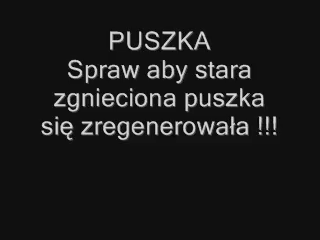 PUSZKA
Spraw aby stara
zgnieciona puszka
się zregenerowała !!!